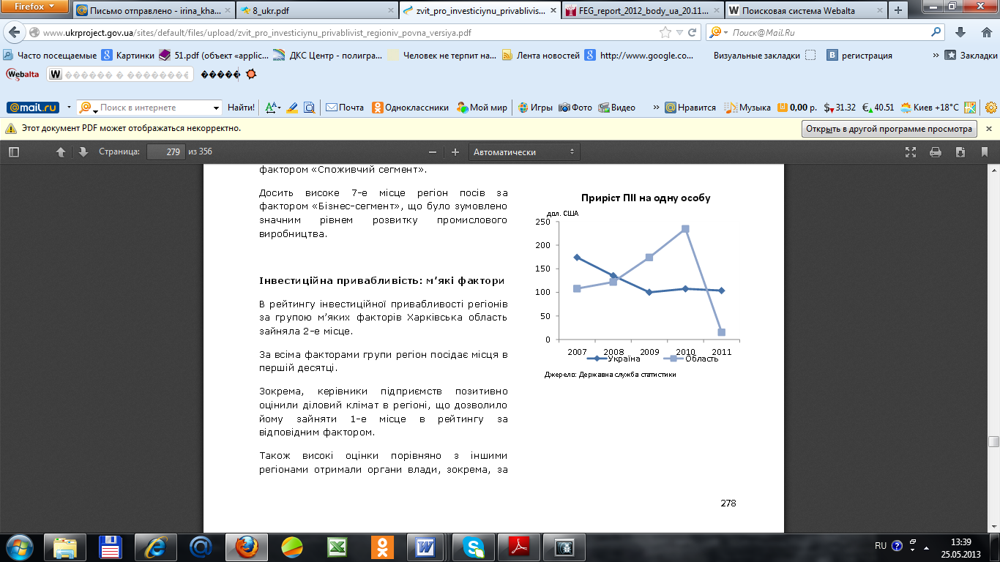 Firefox
Письмо отправлено - irina_kha...
8_ukr.pdf
zvit_pro_investiciynu_privablivis...
FEG_report_2012_body_ua_20.11...
Поисковая система Webalta
www.ukrproject.gov.ua/sites/default/files/upload/zvit_pro_investiciynu_privablivist_regioniv_povna_versiya.pdf
Поиск@Mail.Ru
Часто посещаемые
Картинки
51.pdf (объект «applic...
ДКС Центр - полигра...
Человек не терпит на...
Лента новостей
http://www.google.co...
Визуальные закладки
регистрация
»
Закладки
Webalta
������ � ��������
�����
@mail.ru
Поиск в интернете
Найти!
Почта
Одноклассники
Мой мир
Игры
Фото
Видео
»
Нравится
Музыка
0,00 р.
$ 31.32
€ 40.51
Киев +18°C
Этот документ PDF может отображаться некорректно.
Открыть в другой программе просмотра
Страница: 279 из 356
Автоматически
фактором «Споживчий сегмент».
Досить високе 7-е місце регіон посів за
фактором «Бізнес-сегмент», що було зумовлено
значним рівнем розвитку промислового
виробництва.
Інвестиційна привабливість: м’які фактори
В рейтингу інвестиційної привабливості регіонів
за групою м’яких факторів Харківська область
зайняла 2-е місце.
За всіма факторами групи регіон посідає місця в
першій десятці.
Зокрема, керівники підприємств позитивно
оцінили діловий клімат в регіоні, що дозволило
йому зайняти 1-е місце в рейтингу за
відповідним фактором.
Також високі оцінки порівняно з іншими
регіонами отримали органи влади, зокрема, за
Приріст ПІІ на одну особу
дол. США
250
200
150
100
50
0
2007 2008 2009 2010 2011
Україна Область
Джерело: Державна служба статистики
278
RU
13:39
25.05.2013